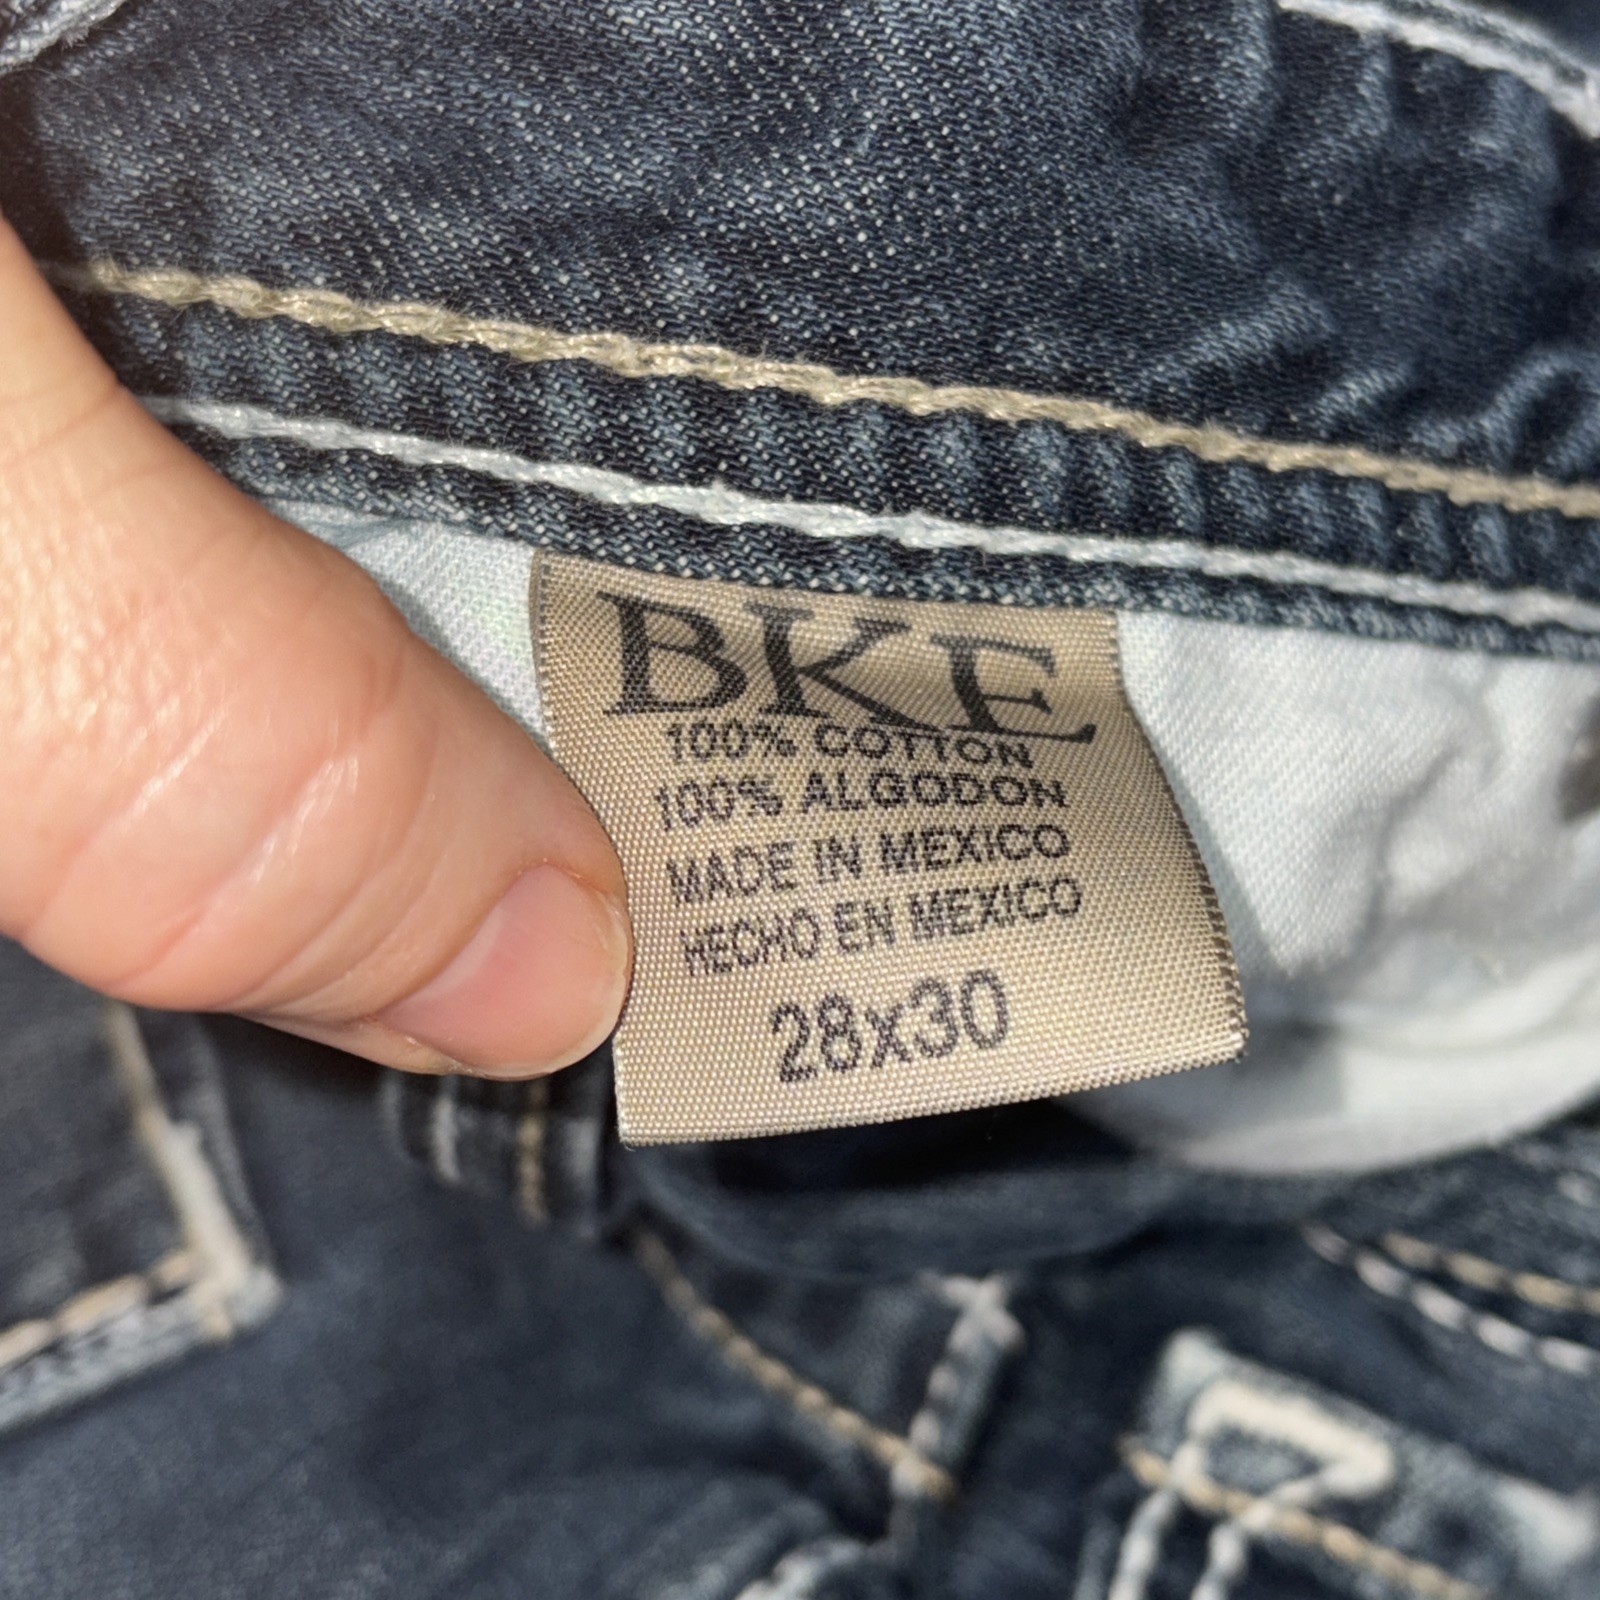 BKE
100% COTTON
100% ALGODON
MADE IN MEXICO
HECHO EN MEXICO
28x30